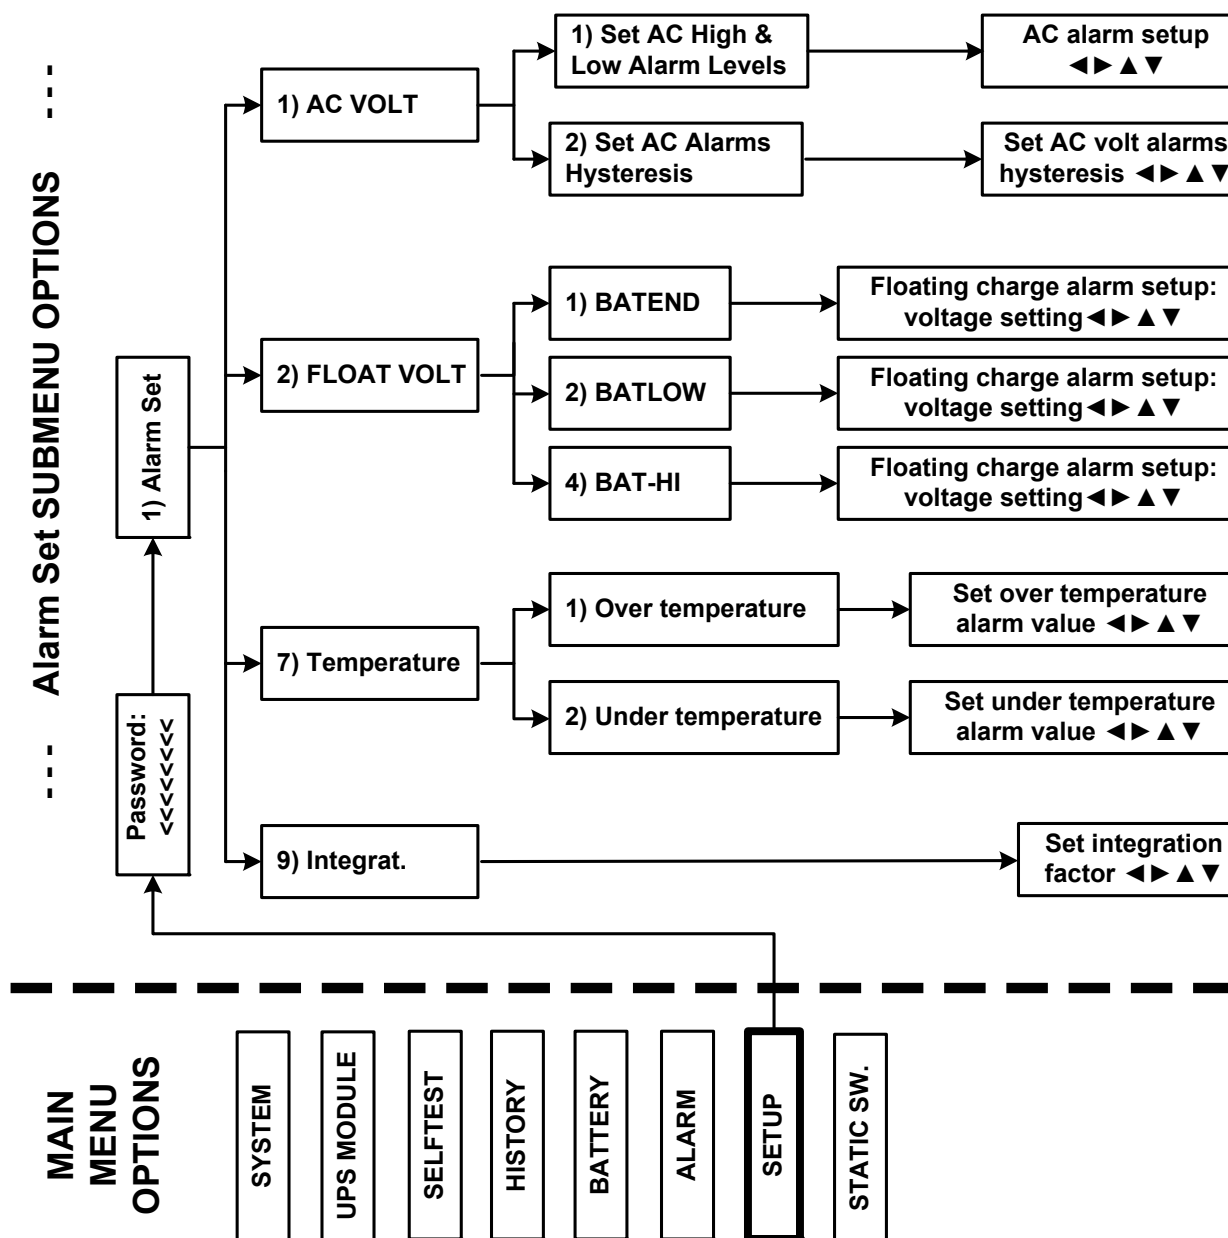 --- Alarm Set SUBMENU OPTIONS ---
1) Alarm Set
Password:
<<<<<<<<
1) AC VOLT
1) Set AC High &
Low Alarm Levels
AC alarm setup
◄► ▲ ▼
2) Set AC Alarms
Hysteresis
Set AC volt alarms
hysteresis ◄► ▲ ▼
2) FLOAT VOLT
1) BATEND
Floating charge alarm setup:
voltage setting◄► ▲ ▼
2) BATLOW
Floating charge alarm setup:
voltage setting◄► ▲ ▼
4) BAT-HI
Floating charge alarm setup:
voltage setting◄► ▲ ▼
7) Temperature
1) Over temperature
Set over temperature
alarm value ◄► ▲ ▼
2) Under temperature
Set under temperature
alarm value ◄► ▲ ▼
9) Integrat.
Set integration
factor ◄► ▲ ▼
MAIN
MENU
OPTIONS
SYSTEM
UPS MODULE
SELFTEST
HISTORY
BATTERY
ALARM
SETUP
STATIC SW.